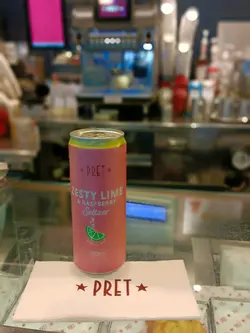 ★ PRET ★
ZESTY LIME
& RASPBERRY
Seltzer
★ PRET ★